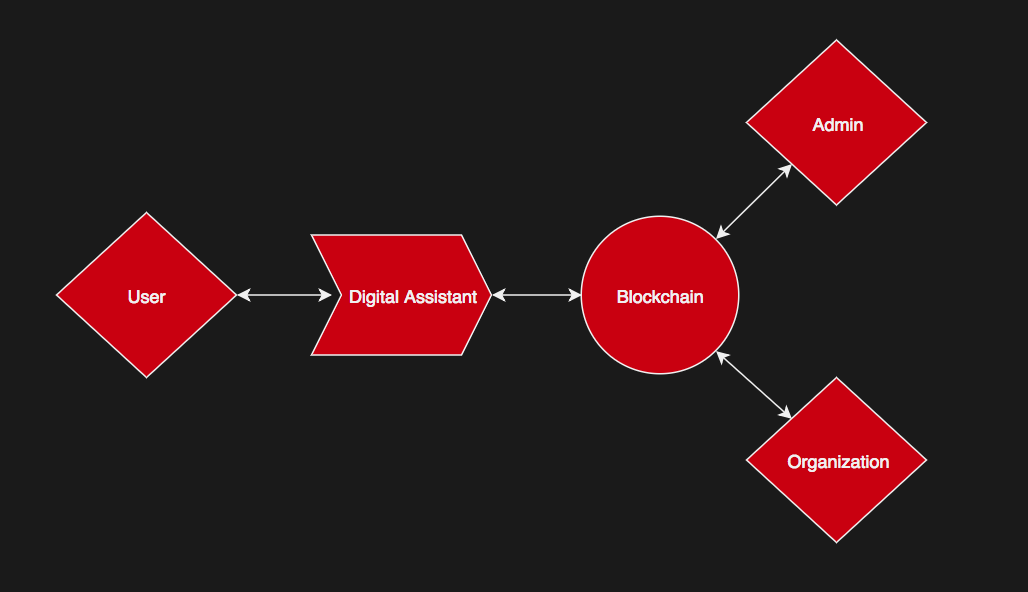 Admin
User
Digital Assistant
Blockchain
Organization